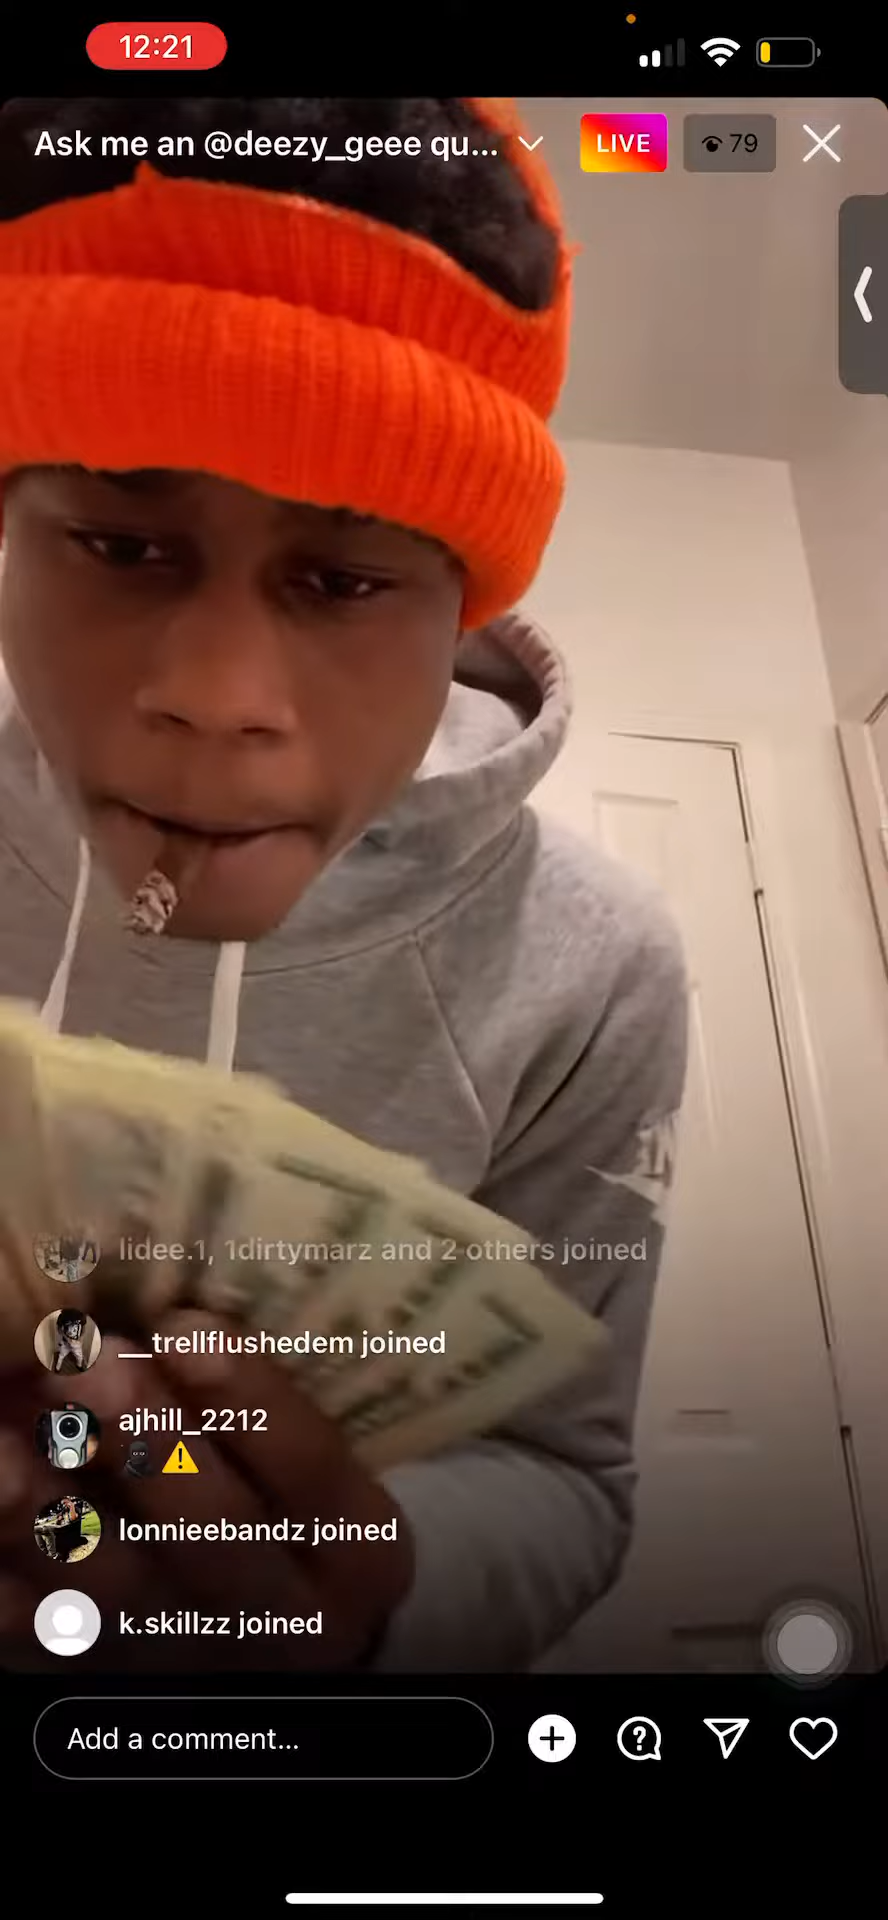 12:21
Ask me an @deezy_geee qu...
LIVE
79
lidee.1, 1dirtymarz and 2 others joined
__trellflushedem joined
ajhill_2212
lonnieebandz joined
k.skillzz joined
Add a comment...